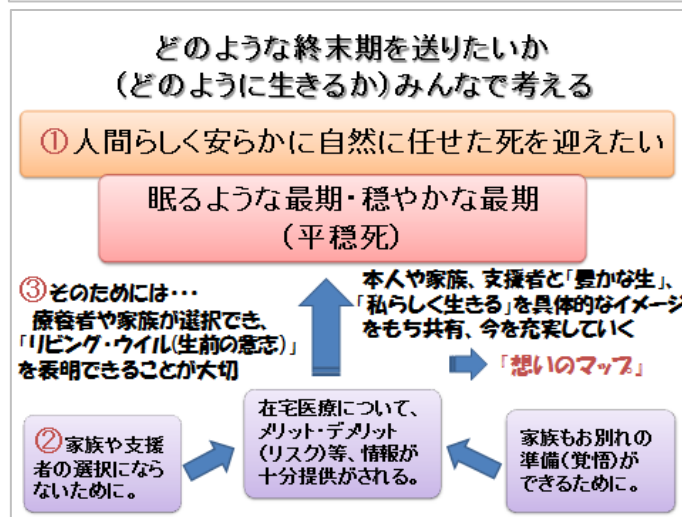 どのような終末期を送りたいか
(どのように生きるか)みんなで考える
①人間らしく安らかに自然に任せた死を迎えたい
眠るような最期・穏やかな最期
(平穏死)
③そのためには・・・
療養者や家族が選択でき、
「リビング・ウイル(生前の意志)」
を表明できることが大切
本人や家族、支援者と「豊かな生」、
「私らしく生きる」を具体的なイメージ
をもち共有、今を充実していく
『想いのマップ』
②家族や支援
者の選択になら
ないために。
在宅医療について、
メリット・デメリット
(リスク)等、情報が
十分提供がされる。
家族もお別れの
準備(覚悟)が
できるために。